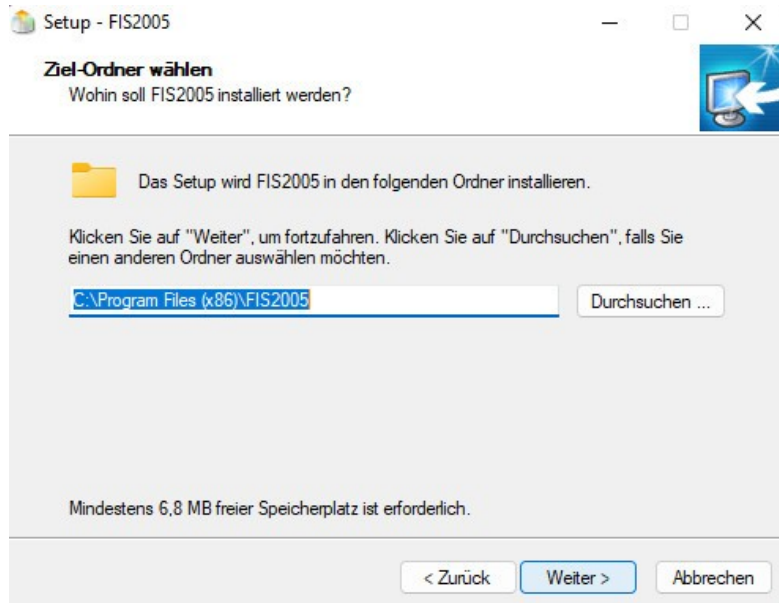 Setup - FIS2005
Ziel-Ordner wählen
Wohin soll FIS2005 installiert werden?
Das Setup wird FIS2005 in den folgenden Ordner installieren.
Klicken Sie auf "Weiter", um fortzufahren. Klicken Sie auf "Durchsuchen", falls Sie
einen anderen Ordner auswählen möchten.
C:\Program Files (x86)\FIS2005
Durchsuchen ...
Mindestens 6,8 MB freier Speicherplatz ist erforderlich.
< Zurück
Weiter >
Abbrechen